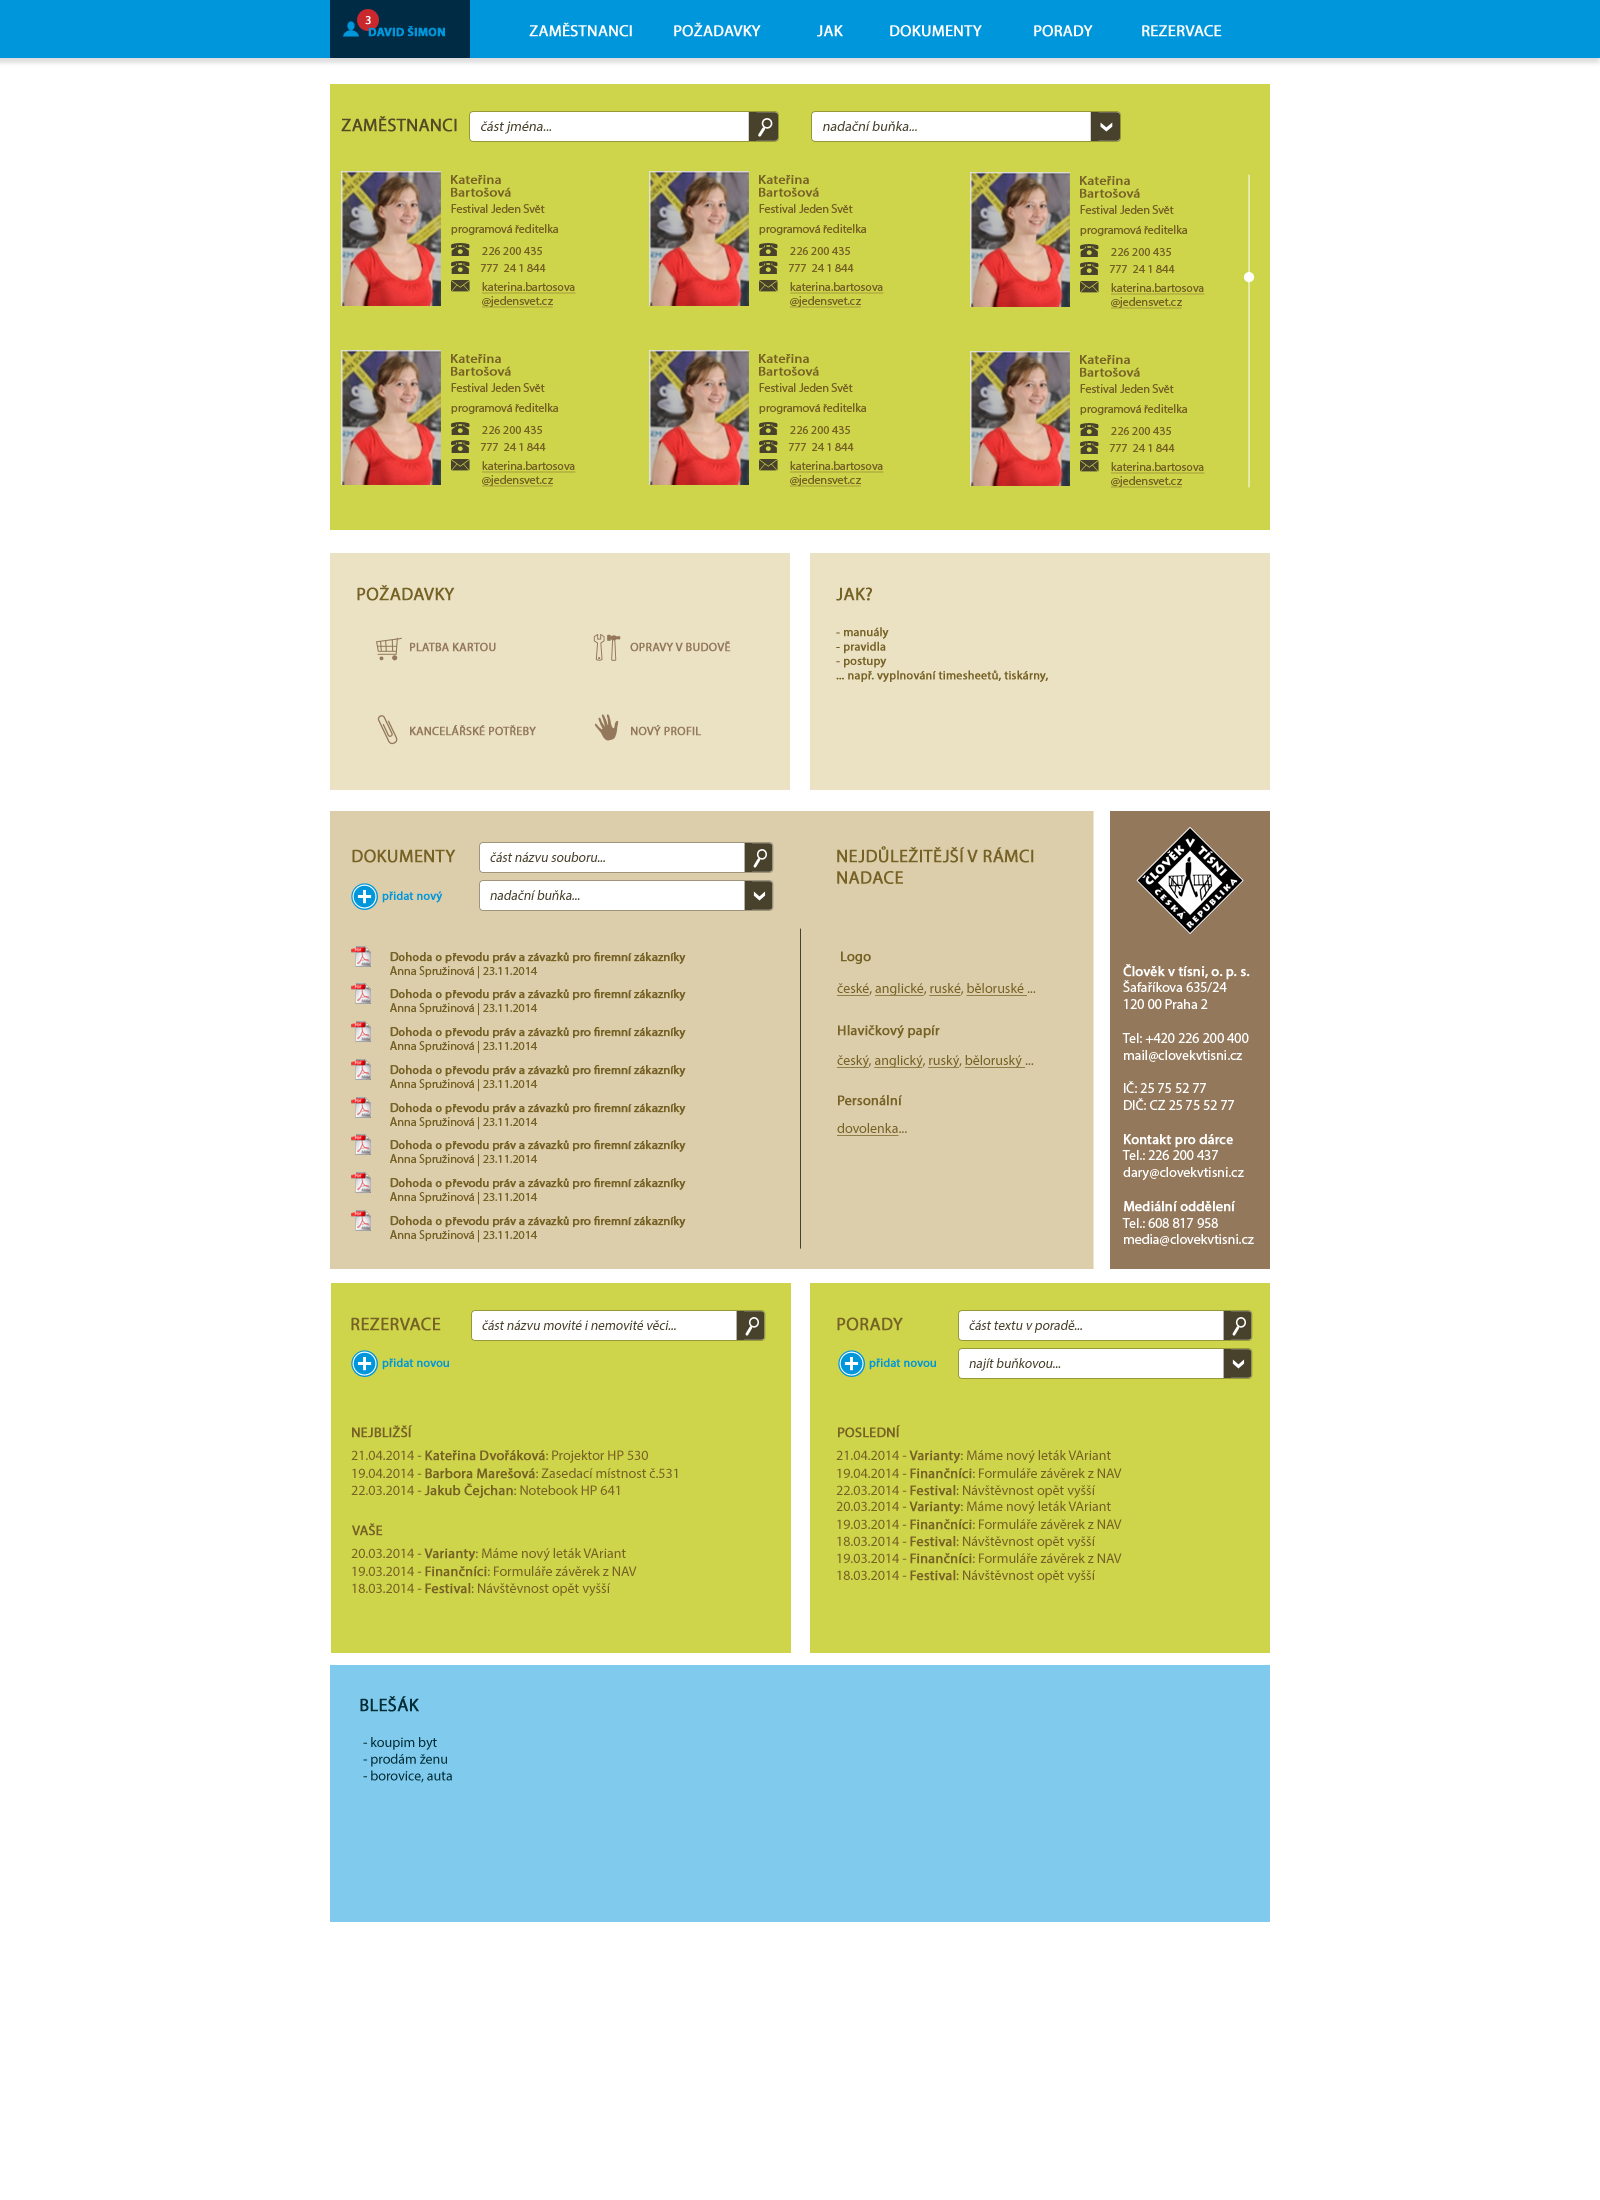 3
DAVID ŠIMON
ZAMĚSTNANCI
POŽADAVKY
JAK
DOKUMENTY
PORADY
REZERVACE
ZAMĚSTNANCI
část jména...
nadační buňka...
Kateřina
Bartošová
Festival Jeden Svět
programová ředitelka
226 200 435
777 24 1 844
katerina.bartosova
@jedensvet.cz
Kateřina
Bartošová
Festival Jeden Svět
programová ředitelka
226 200 435
777 24 1 844
katerina.bartosova
@jedensvet.cz
Kateřina
Bartošová
Festival Jeden Svět
programová ředitelka
226 200 435
777 24 1 844
katerina.bartosova
@jedensvet.cz
Kateřina
Bartošová
Festival Jeden Svět
programová ředitelka
226 200 435
777 24 1 844
katerina.bartosova
@jedensvet.cz
Kateřina
Bartošová
Festival Jeden Svět
programová ředitelka
226 200 435
777 24 1 844
katerina.bartosova
@jedensvet.cz
Kateřina
Bartošová
Festival Jeden Svět
programová ředitelka
226 200 435
777 24 1 844
katerina.bartosova
@jedensvet.cz
POŽADAVKY
PLATBA KARTOU
OPRAVY V BUDOVĚ
KANCELÁŘSKÉ POTŘEBY
NOVÝ PROFIL
JAK?
- manuály
- pravidla
- postupy
... např. vyplnování timesheetů, tiskárny,
DOKUMENTY
část názvu souboru...
přidat nový
nadační buňka...
Dohoda o převodu práv a závazků pro firemní zákazníky
Anna Spružinová | 23.11.2014
Dohoda o převodu práv a závazků pro firemní zákazníky
Anna Spružinová | 23.11.2014
Dohoda o převodu práv a závazků pro firemní zákazníky
Anna Spružinová | 23.11.2014
Dohoda o převodu práv a závazků pro firemní zákazníky
Anna Spružinová | 23.11.2014
Dohoda o převodu práv a závazků pro firemní zákazníky
Anna Spružinová | 23.11.2014
Dohoda o převodu práv a závazků pro firemní zákazníky
Anna Spružinová | 23.11.2014
Dohoda o převodu práv a závazků pro firemní zákazníky
Anna Spružinová | 23.11.2014
Dohoda o převodu práv a závazků pro firemní zákazníky
Anna Spružinová | 23.11.2014
NEJDŮLEŽITĚJŠÍ V RÁMCI
NADACE
Logo
české, anglické, ruské, běloruské ...
Hlavičkový papír
český, anglický, ruský, běloruský ...
Personální
dovolenka...
ČLOVĚK V TÍSNI
ČESKÁ REPUBLIKA
Člověk v tísni, o. p. s.
Šafaříkova 635/24
120 00 Praha 2
Tel: +420 226 200 400
mail@clovekvtisni.cz
IČ: 25 75 52 77
DIČ: CZ 25 75 52 77
Kontakt pro dárce
Tel.: 226 200 437
dary@clovekvtisni.cz
Mediální oddělení
Tel.: 608 817 958
media@clovekvtisni.cz
REZERVACE
část názvu movité i nemovité věci...
přidat novou
NEJBLIŽŠÍ
21.04.2014 - Kateřina Dvořáková: Projektor HP 530
19.04.2014 - Barbora Marešová: Zasedací místnost č.531
22.03.2014 - Jakub Čejchan: Notebook HP 641
VAŠE
20.03.2014 - Varianty: Máme nový leták VAriant
19.03.2014 - Finančníci: Formuláře závěrek z NAV
18.03.2014 - Festival: Návštěvnost opět vyšší
PORADY
část textu v poradě...
přidat novou
najít buňkovou...
POSLEDNÍ
21.04.2014 - Varianty: Máme nový leták VAriant
19.04.2014 - Finančníci: Formuláře závěrek z NAV
22.03.2014 - Festival: Návštěvnost opět vyšší
20.03.2014 - Varianty: Máme nový leták VAriant
19.03.2014 - Finančníci: Formuláře závěrek z NAV
18.03.2014 - Festival: Návštěvnost opět vyšší
19.03.2014 - Finančníci: Formuláře závěrek z NAV
18.03.2014 - Festival: Návštěvnost opět vyšší
BLEŠÁK
- koupim byt
- prodám ženu
- borovice, auta